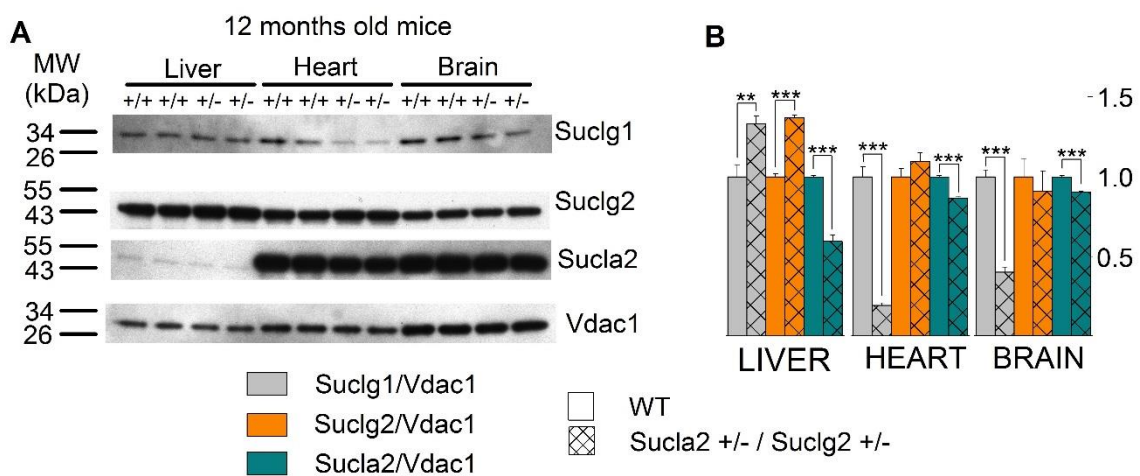 A
12 months old mice
MW
(kDa)
Liver Heart Brain
+/+ +/+ +/- +/- +/+ +/+ +/- +/- +/+ +/+ +/- +/-
34
26
Suclg1
55
43
Suclg2
55
43
Sucla2
34
26
Vdac1
B
** *** *** *** *** *** ***
1.5
1.0
0.5
LIVER HEART BRAIN
Suclg1/Vdac1
Suclg2/Vdac1
Sucla2/Vdac1
WT
Sucla2 +/- / Suclg2 +/-